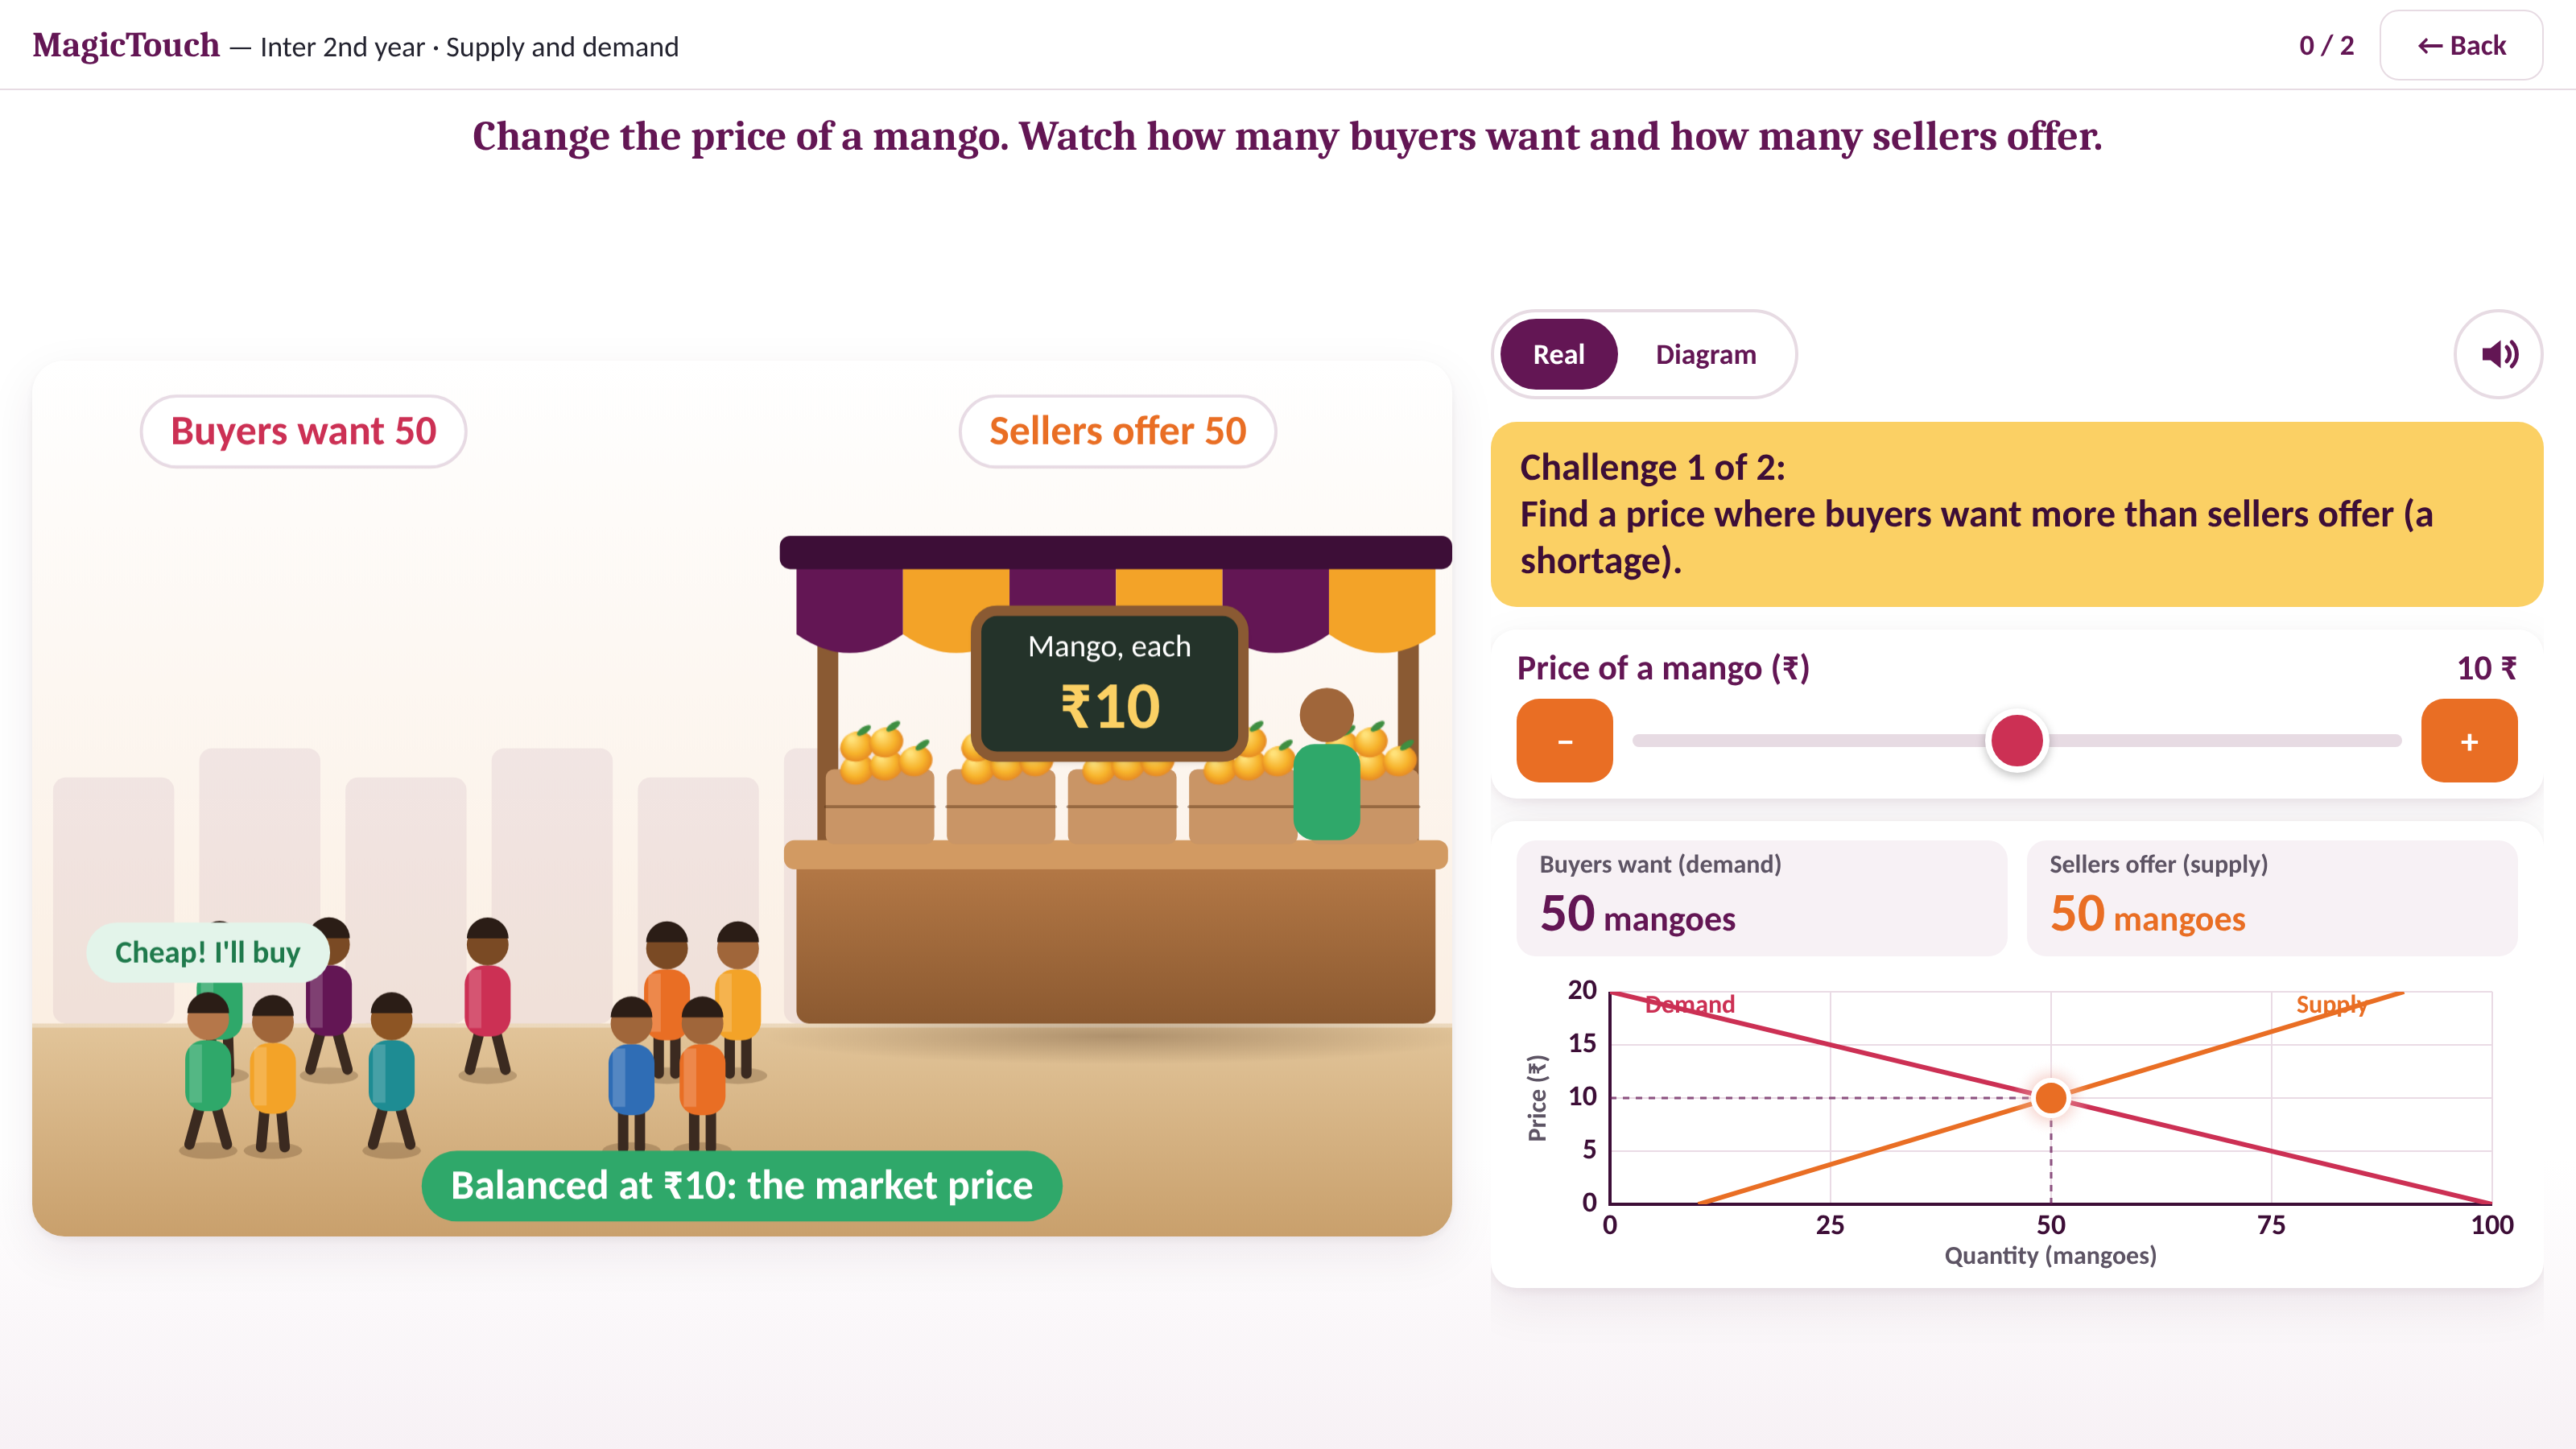 MagicTouch — Inter 2nd year · Supply and demand
0 / 2
← Back
Change the price of a mango. Watch how many buyers want and how many sellers offer.
Buyers want 50
Sellers offer 50
Mango, each
₹10
Cheap! I'll buy
Balanced at ₹10: the market price
Real
Diagram
Challenge 1 of 2:
Find a price where buyers want more than sellers offer (a
shortage).
Price of a mango (₹)
10 ₹
–
+
Buyers want (demand)
50 mangoes
Sellers offer (supply)
50 mangoes
Demand
Supply
20
15
10
5
0
Price (₹)
0
25
50
75
100
Quantity (mangoes)